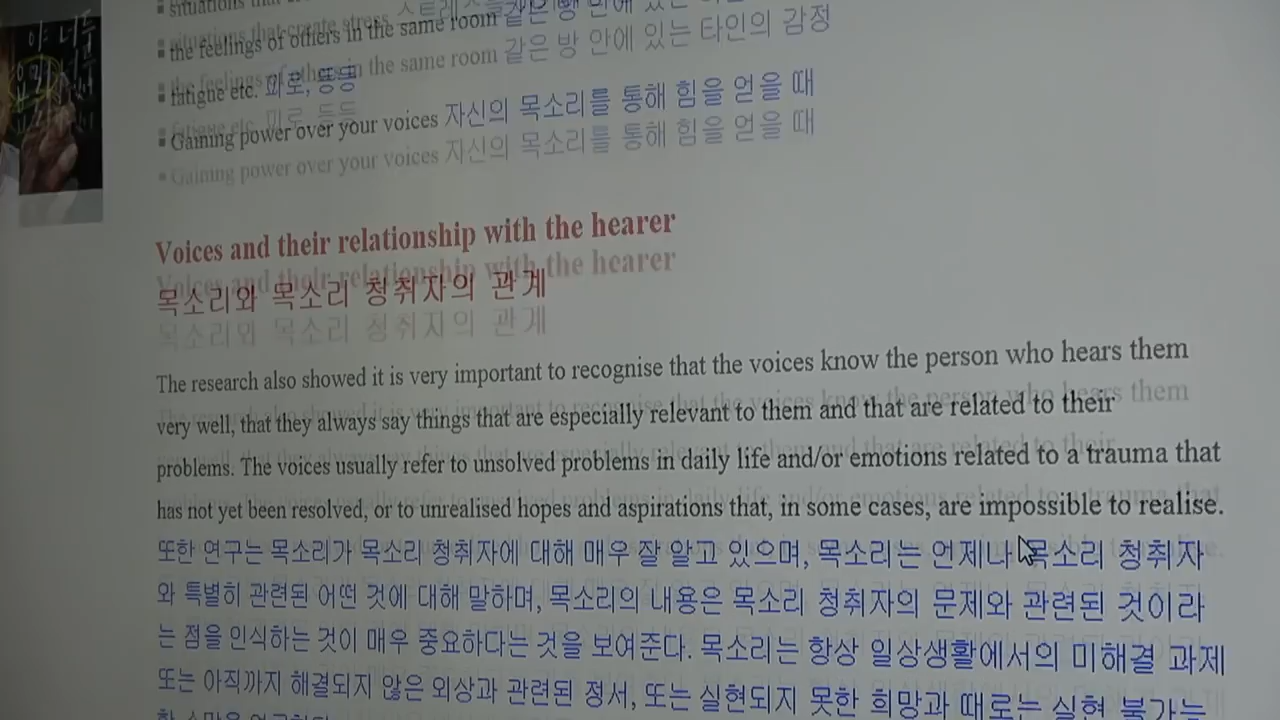 situations that
the feelings of others in the same room 같은 방 안에 있는 타인의 감정
fatigue etc. 피로, 등등
Gaining power over your voices 자신의 목소리를 통해 힘을 얻을 때
Voices and their relationship with the hearer
목소리와 목소리 청취자의 관계
The research also showed it is very important to recognise that the voices know the person who hears them
very well, that they always say things that are especially relevant to them and that are related to their
problems. The voices usually refer to unsolved problems in daily life and/or emotions related to a trauma that
has not yet been resolved, or to unrealised hopes and aspirations that, in some cases, are impossible to realise.
또한 연구는 목소리가 목소리 청취자에 대해 매우 잘 알고 있으며, 목소리는 언제나 목소리 청취자
와 특별히 관련된 어떤 것에 대해 말하며, 목소리의 내용은 목소리 청취자의 문제와 관련된 것이라
는 점을 인식하는 것이 매우 중요하다는 것을 보여준다. 목소리는 항상 일상생활에서의 미해결 과제
또는 아직까지 해결되지 않은 외상과 관련된 정서, 또는 실현되지 못한 희망과 때로는 실현 불가능